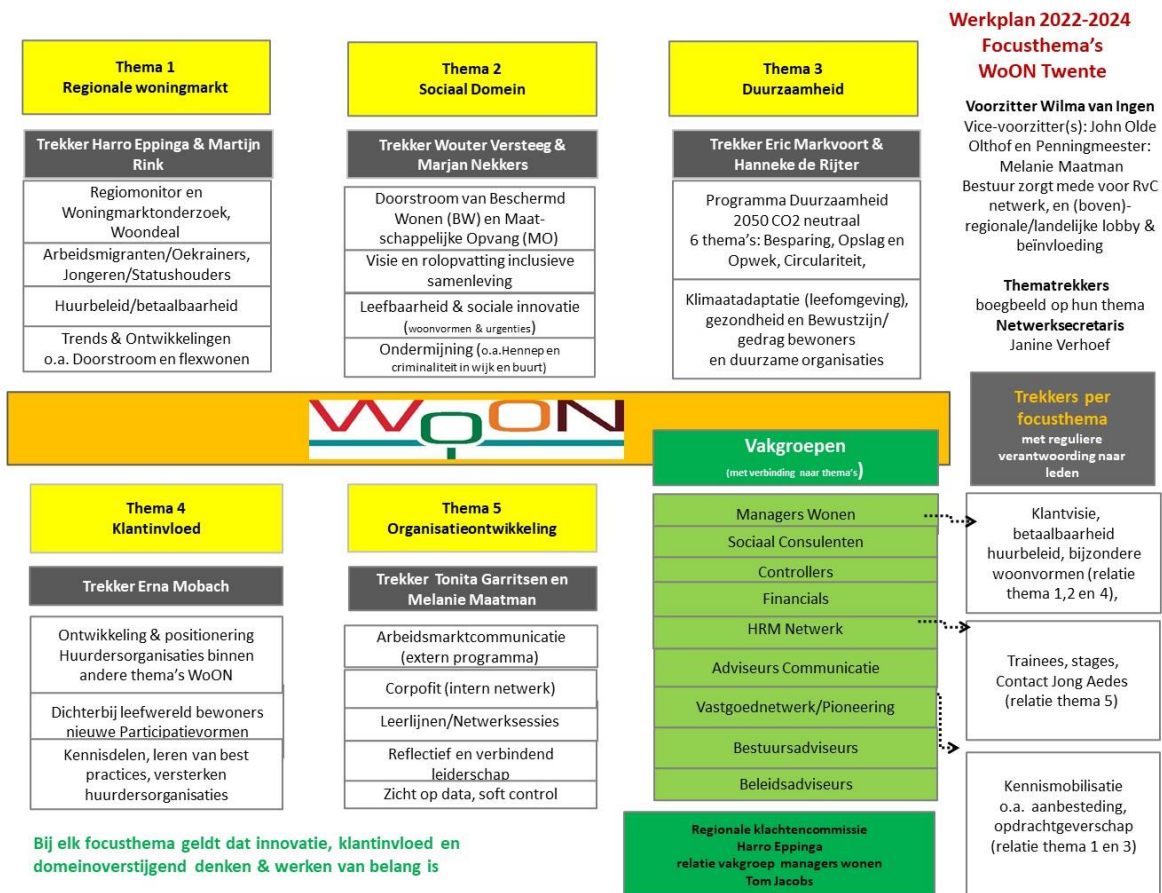 Werkplan 2022-2024
Focusthema's
WoON Twente
Voorzitter Wilma van Ingen
Vice-voorzitter(s): John Olde
Olthof en Penningmeester:
Melanie Maatman
Bestuur zorgt mede voor RvC
netwerk, en (boven)-
regionale/landelijke lobby &
beïnvloeding
Thematrekkers
boegbeeld op hun thema
Netwerksecretaris
Janine Verhoef
Thema 1
Regionale woningmarkt
Trekker Harro Eppinga & Martijn
Rink
Regiomonitor en
Woningmarktonderzoek,
Woondeal
Arbeidsmigranten/Oekrainers,
Jongeren/Statushouders
Huurbeleid/betaalbaarheid
Trends & Ontwikkelingen
o.a. Doorstroom en flexwonen
Thema 2
Sociaal Domein
Trekker Wouter Versteeg &
Marjan Nekkers
Doorstroom van Beschermd
Wonen (BW) en Maat-
schappelijke Opvang (MO)
Visie en rolopvatting inclusieve
samenleving
Leefbaarheid & sociale innovatie
(woonvormen & urgenties)
Ondermijning (o.a.Hennep en
criminaliteit in wijk en buurt)
Thema 3
Duurzaamheid
Trekker Eric Markvoort &
Hanneke de Rijter
Programma Duurzaamheid
2050 CO2 neutraal
6 thema's: Besparing, Opslag en
Opwek, Circulariteit,
Klimaatadaptatie (leefomgeving),
gezondheid en Bewustzijn/
gedrag bewoners
en duurzame organisaties
WoON
Thema 4
Klantinvloed
Trekker Erna Mobach
Ontwikkeling & positionering
Huurdersorganisaties binnen
andere thema's WoON
Dichterbij leefwereld bewoners
nieuwe Participatievormen
Kennisdelen, leren van best
practices, versterken
huurdersorganisaties
Thema 5
Organisatieontwikkeling
Trekker Tonita Garritsen en
Melanie Maatman
Arbeidsmarktcommunicatie
(extern programma)
Corpofit (intern netwerk)
Leerlijnen/Netwerksessies
Reflectief en verbindend
leiderschap
Zicht op data, soft control
Vakgroepen
(met verbinding naar thema's)
Managers Wonen
Sociaal Consulenten
Controllers
Financials
HRM Netwerk
Adviseurs Communicatie
Vastgoednetwerk/Pioneering
Bestuursadviseurs
Beleidsadviseurs
Regionale klachtencommissie
Harro Eppinga
relatie vakgroep managers wonen
Tom Jacobs
Trekkers per
focusthema
met reguliere
verantwoording naar
leden
Klantvisie,
betaalbaarheid
huurbeleid, bijzondere
woonvormen (relatie
thema 1,2 en 4),
Trainees, stages,
Contact Jong Aedes
(relatie thema 5)
Kennismobilisatie
o.a. aanbesteding,
opdrachtgeverschap
(relatie thema 1 en 3)
Bij elk focusthema geldt dat innovatie, klantinvloed en
domeinoverstijgend denken & werken van belang is